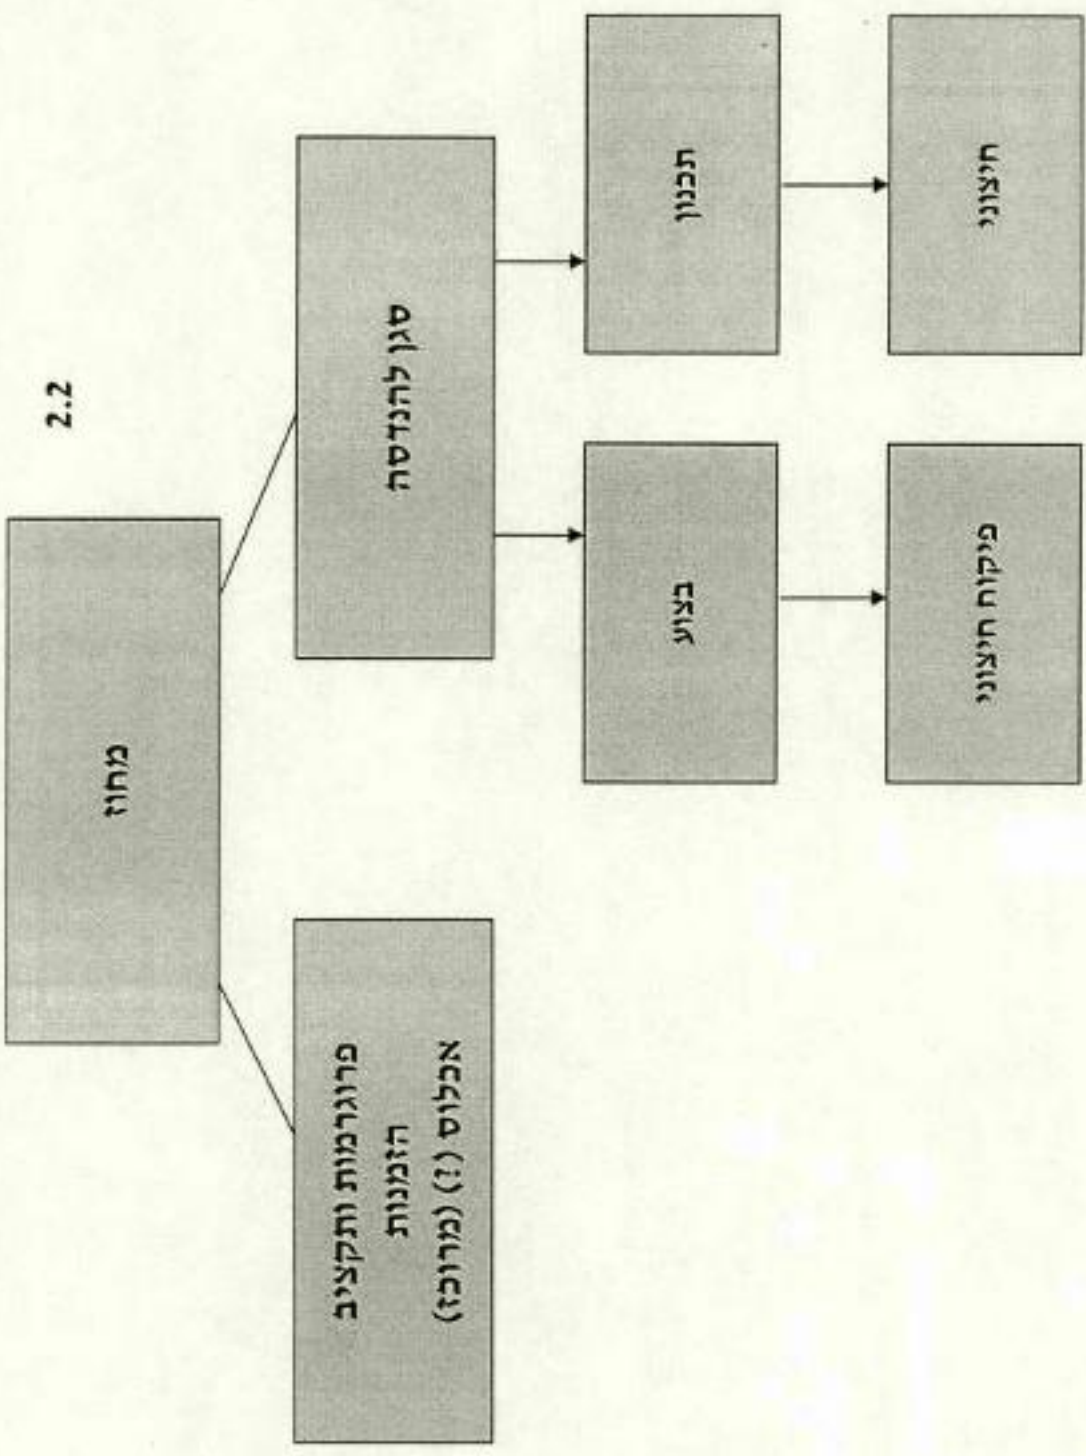 2.2
מחוז
סגן להנדסה
פרוגרמות ותקציב
הזמנות
אכלוס (?) (מרוכז)
תכנון
בצוע
חיצוני
פיקוח חיצוני